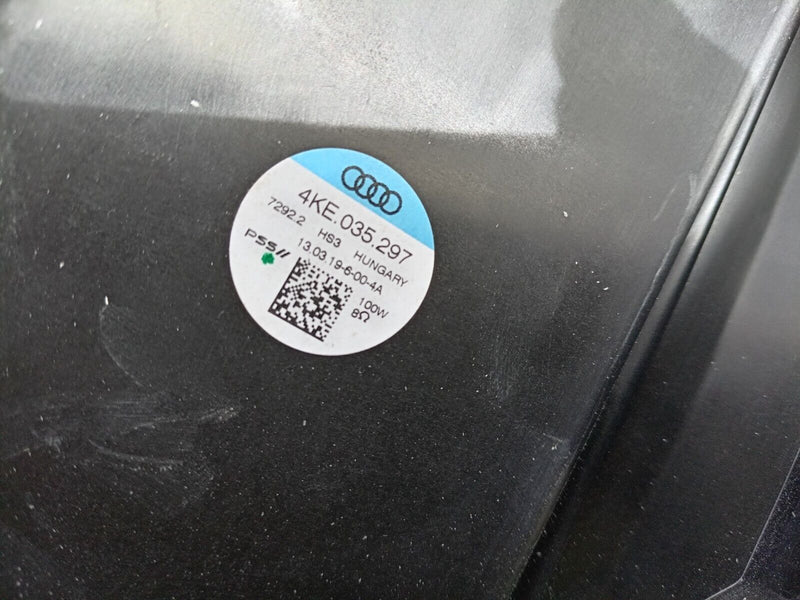 4KE.035.297
7292.2 HS3 HUNGARY
PSS// 13.03.19-6-00-4A
100W
8Ω